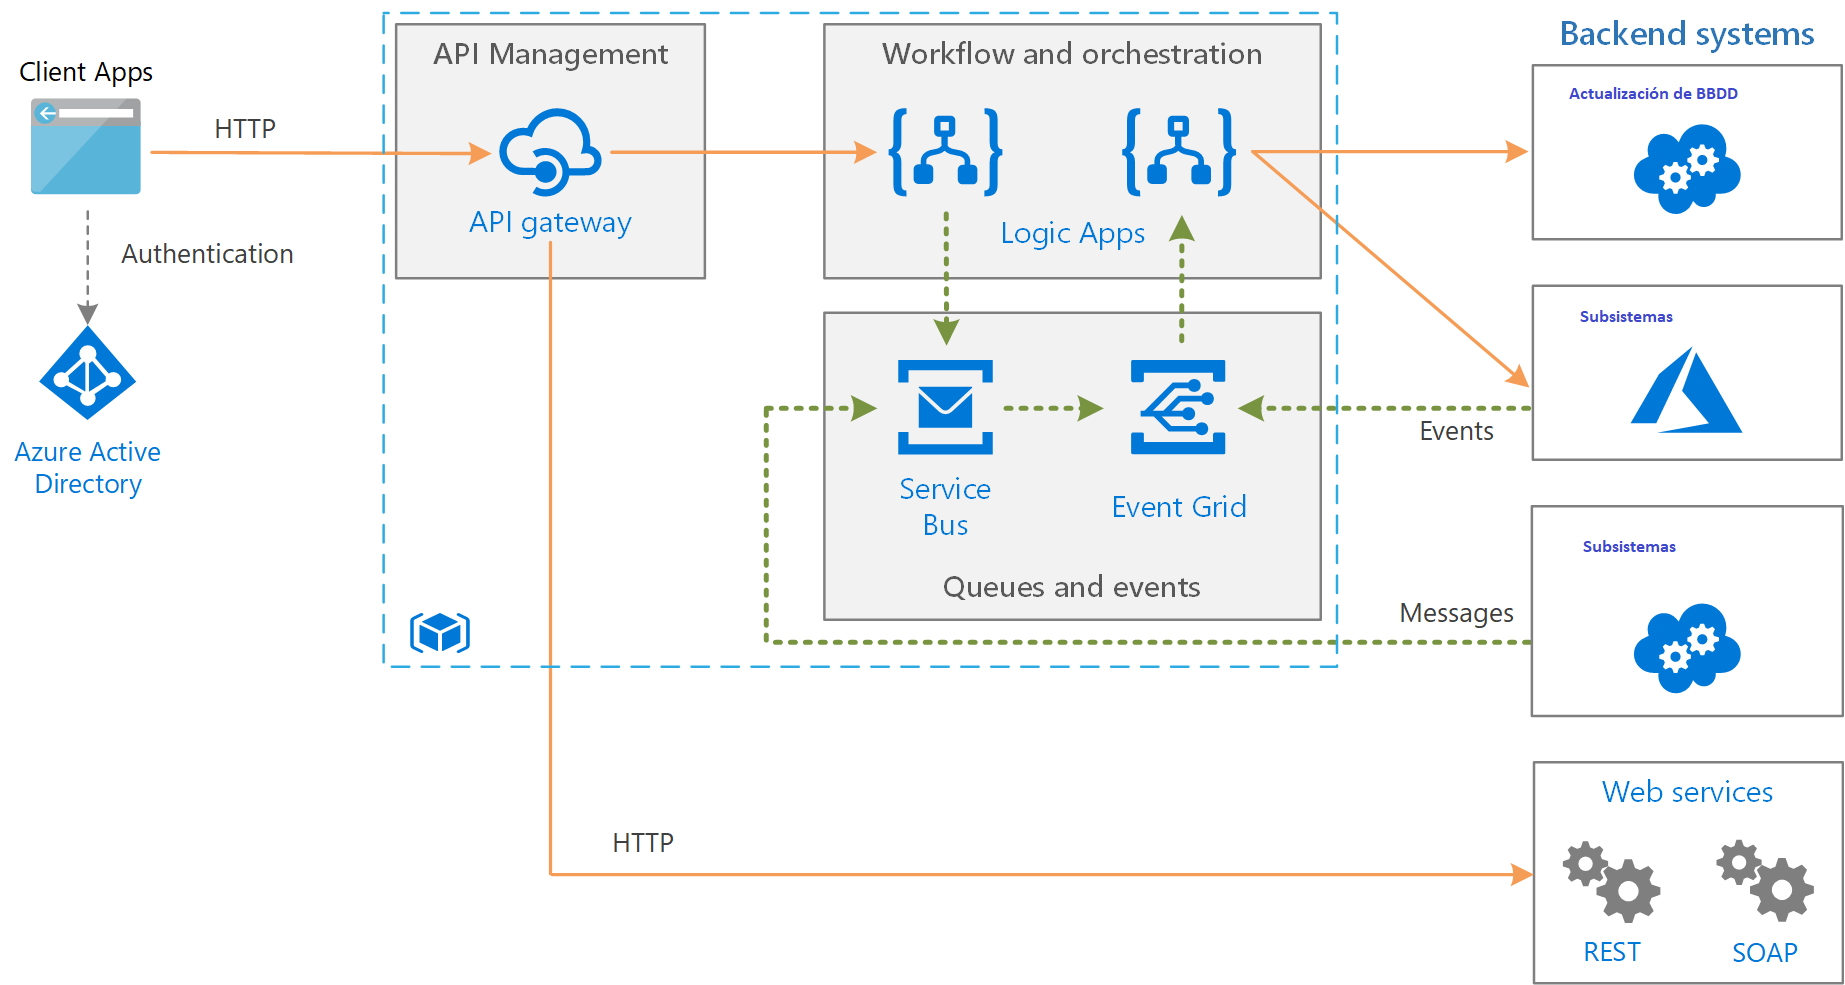 Client Apps
HTTP
Authentication
Azure Active
Directory
API Management
API gateway
Workflow and orchestration
Logic Apps
Service
Bus
Event Grid
Queues and events
Backend systems
Actualización de BBDD
Subsistemas
Events
Subsistemas
Messages
HTTP
Web services
REST
SOAP